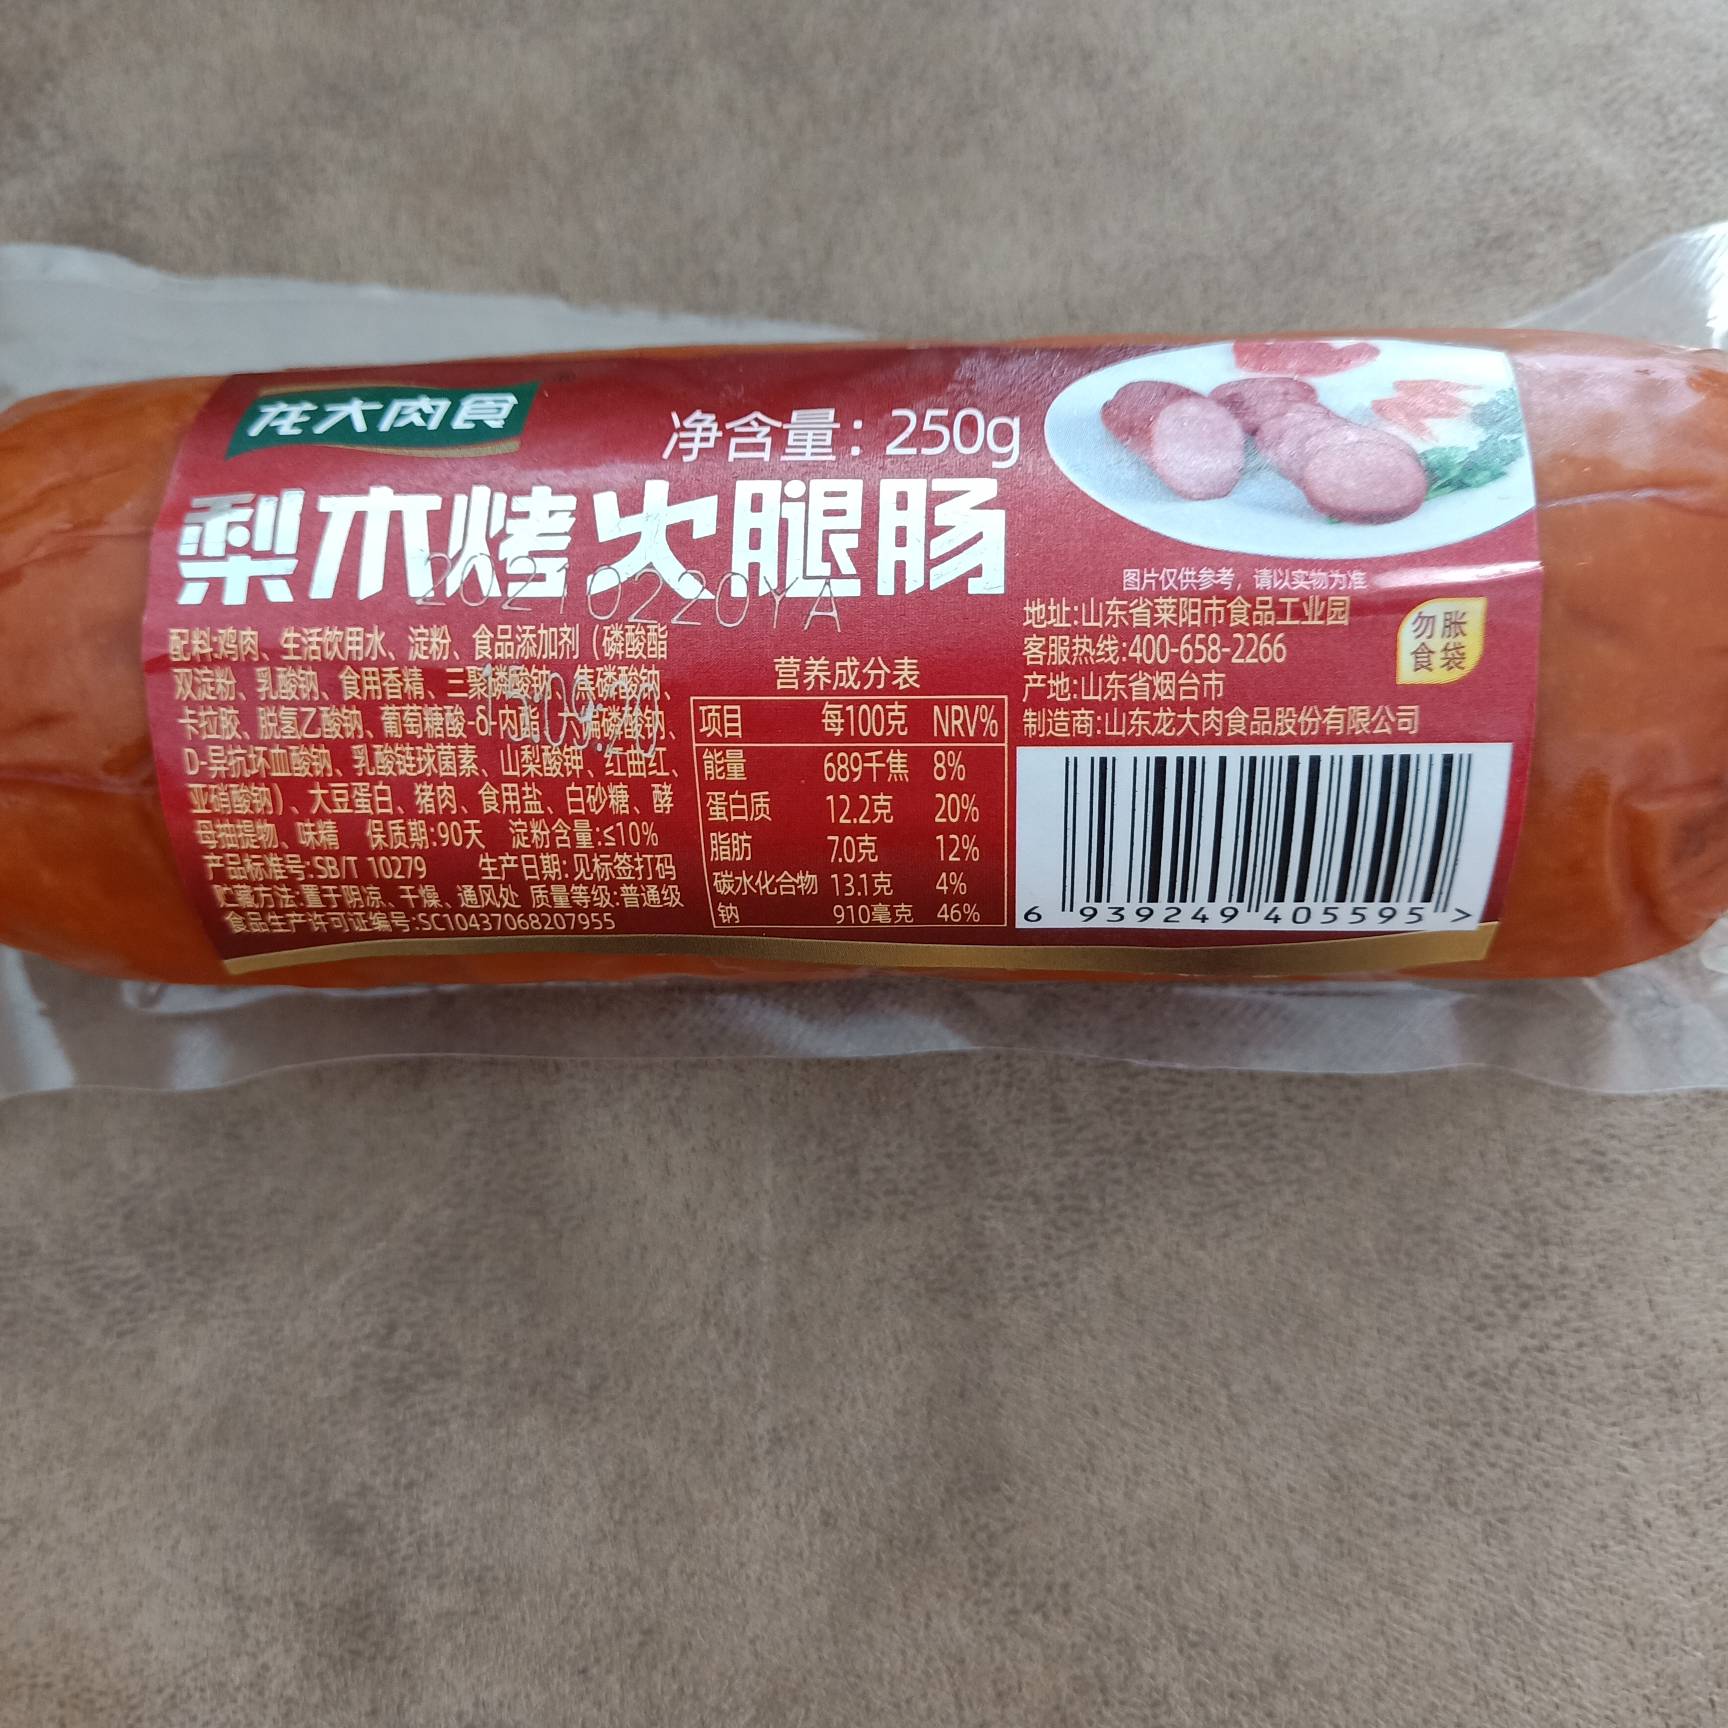 龙大肉食
净含量：250g
梨木烤火腿肠
20210220YA
15:09:20
配料:鸡肉、生活饮用水、淀粉、食品添加剂（磷酸酯
双淀粉、乳酸钠、食用香精、三聚磷酸钠、焦磷酸钠、
卡拉胶、脱氢乙酸钠、葡萄糖酸-δ-内酯、六偏磷酸钠、
D-异抗坏血酸钠、乳酸链球菌素、山梨酸钾、红曲红、
亚硝酸钠）、大豆蛋白、猪肉、食用盐、白砂糖、酵
母抽提物、味精 保质期:90天 淀粉含量:≤10%
产品标准号:SB/T 10279 生产日期:见标签打码
贮藏方法:置于阴凉、干燥、通风处 质量等级:普通级
食品生产许可证编号:SC10437068207955
营养成分表
项目 每100克 NRV%
能量 689千焦 8%
蛋白质 12.2克 20%
脂肪 7.0克 12%
碳水化合物 13.1克 4%
钠 910毫克 46%
图片仅供参考，请以实物为准
地址:山东省莱阳市食品工业园
客服热线:400-658-2266
产地:山东省烟台市
制造商:山东龙大肉食品股份有限公司
胀袋
勿食
6 939249 405595 >